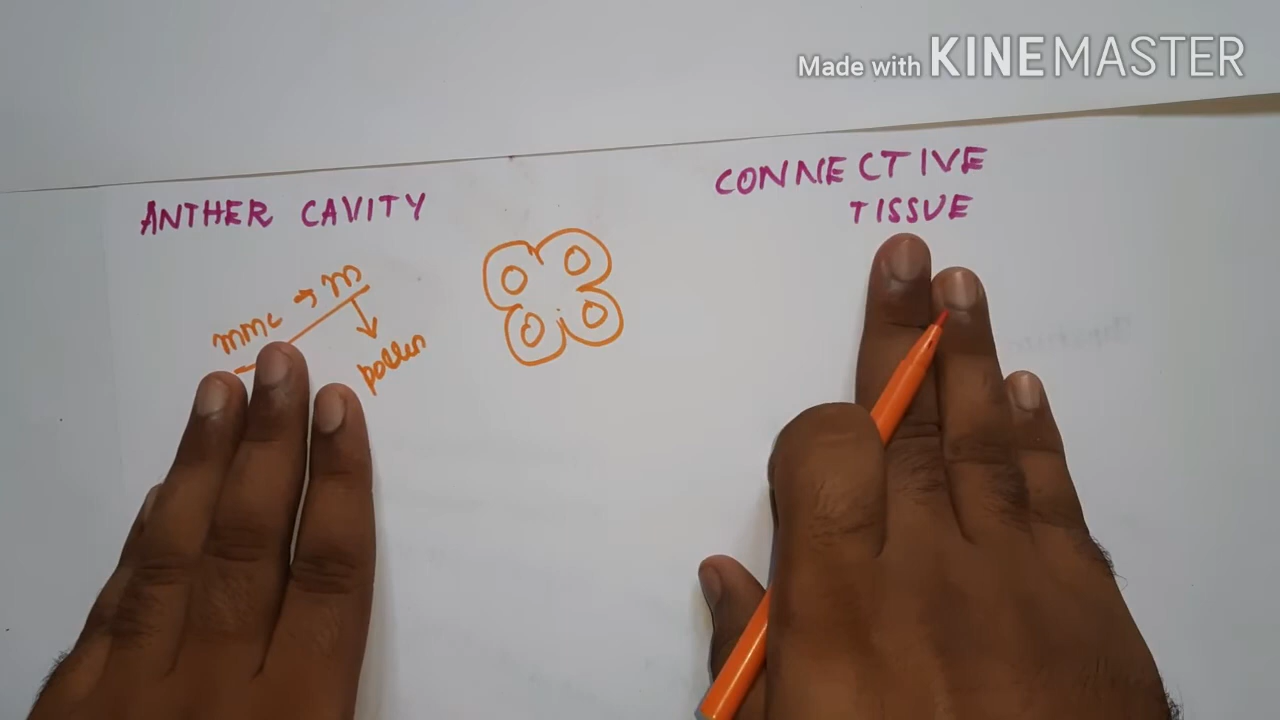 Made with KINEMASTER
ANTHER CAVITY
CONNECTIVE
TISSUE
mmc → m
pollen